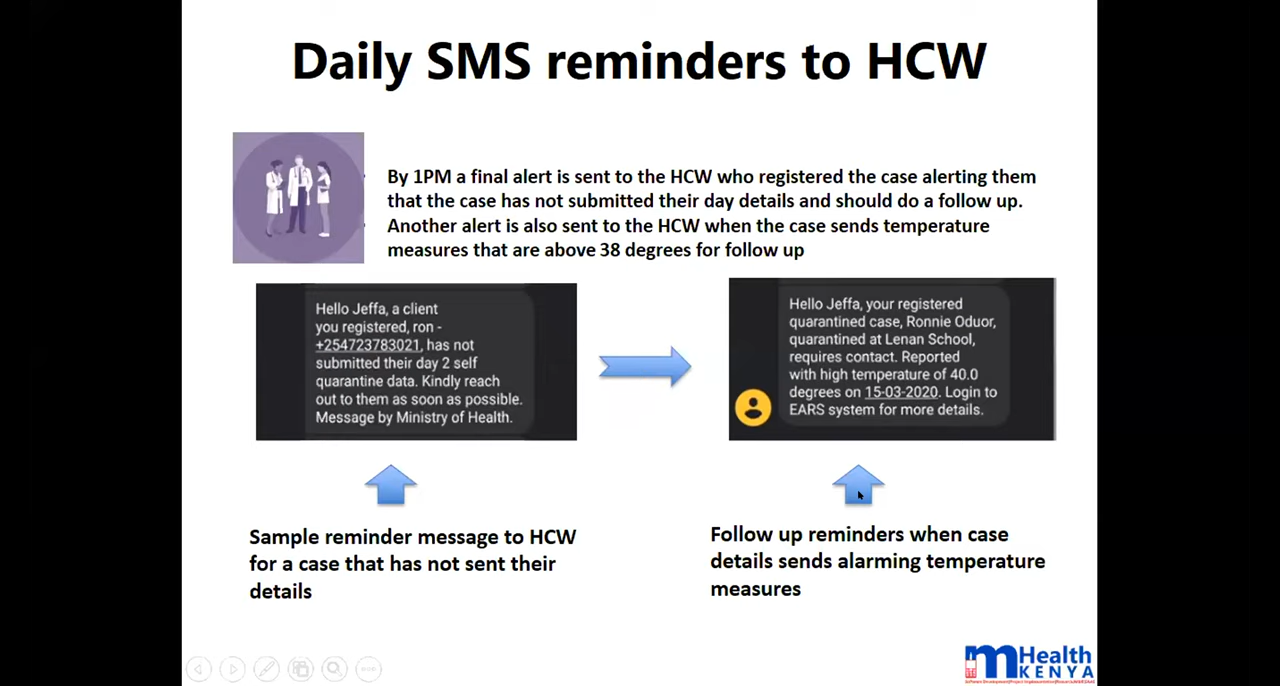 Daily SMS reminders to HCW
By 1PM a final alert is sent to the HCW who registered the case alerting them
that the case has not submitted their day details and should do a follow up.
Another alert is also sent to the HCW when the case sends temperature
measures that are above 38 degrees for follow up
Hello Jeffa, a client
you registered, ron -
+254723783021, has not
submitted their day 2 self
quarantine data. Kindly reach
out to them as soon as possible.
Message by Ministry of Health.
Hello Jeffa, your registered
quarantined case, Ronnie Oduor,
quarantined at Lenan School,
requires contact. Reported
with high temperature of 40.0
degrees on 15-03-2020. Login to
EARS system for more details.
Sample reminder message to HCW
for a case that has not sent their
details
Follow up reminders when case
details sends alarming temperature
measures
mHealth
KENYA